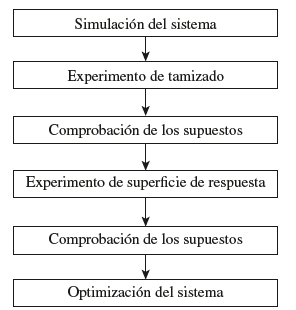 Simulación del sistema
Experimento de tamizado
Comprobación de los supuestos
Experimento de superficie de respuesta
Comprobación de los supuestos
Optimización del sistema